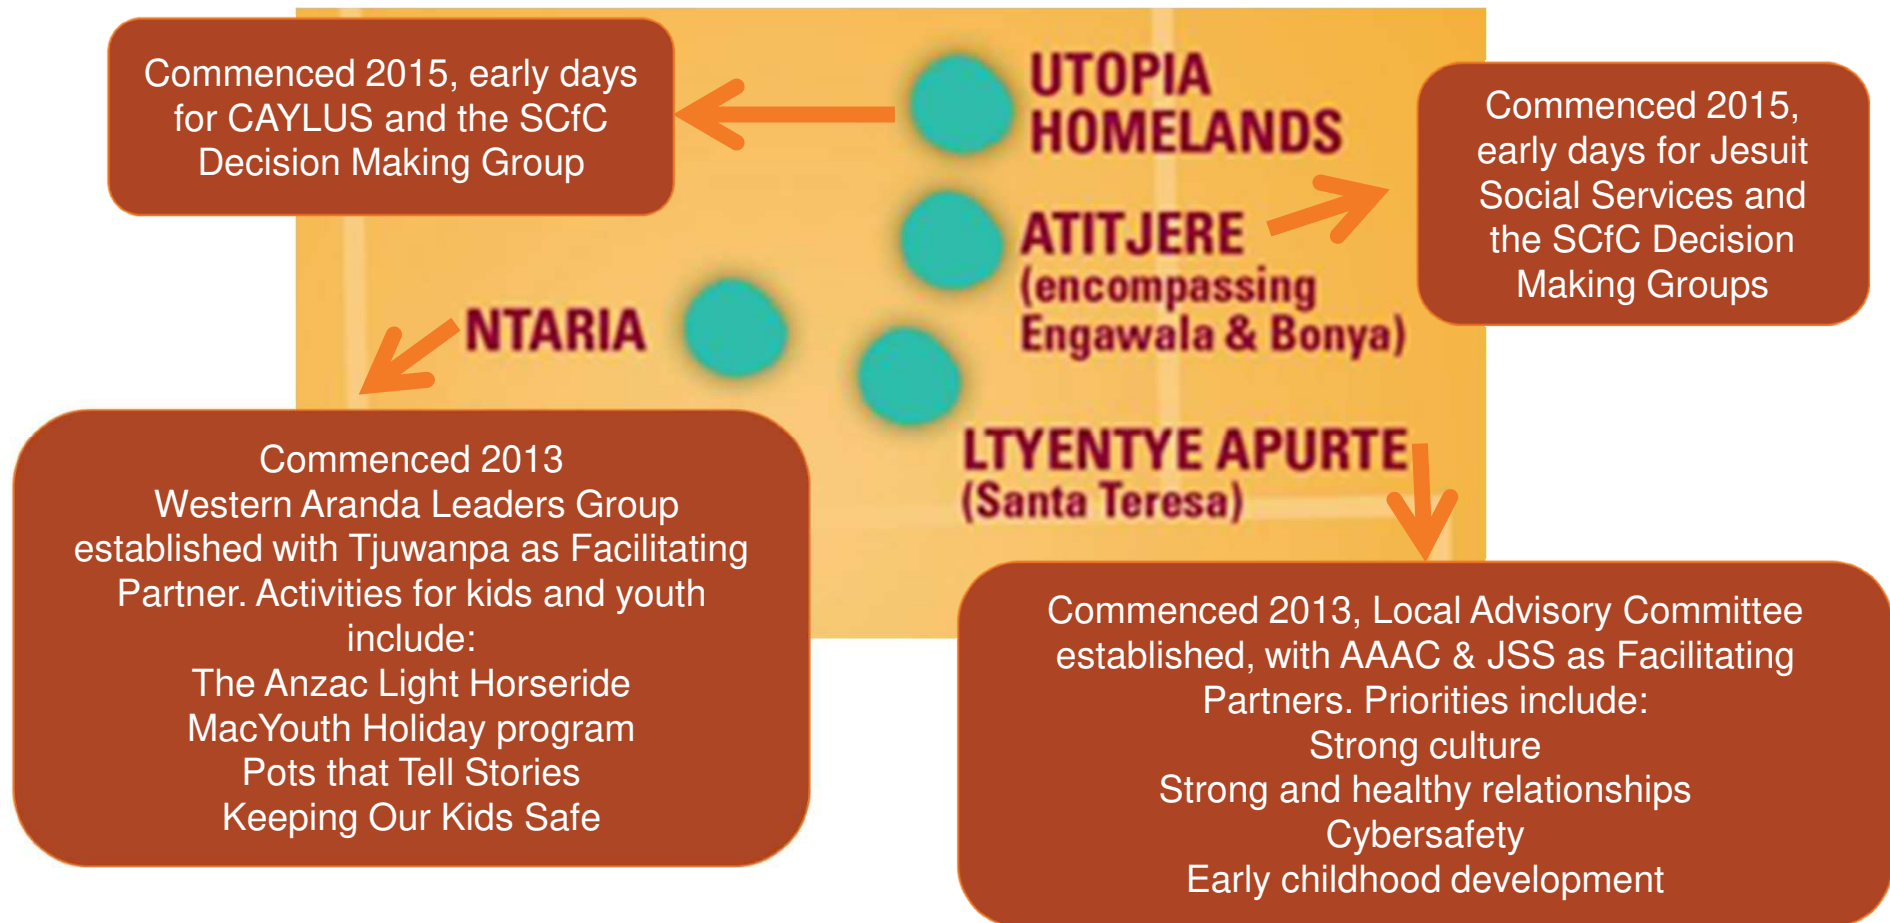 Commenced 2015, early days
for CAYLUS and the SCfC
Decision Making Group
UTOPIA
HOMELANDS
Commenced 2015,
early days for Jesuit
Social Services and
the SCfC Decision
Making Groups
ATITJERE
(encompassing
Engawala & Bonya)
NTARIA
LTYENTYE APURTE
(Santa Teresa)
Commenced 2013
Western Aranda Leaders Group
established with Tjuwanpa as Facilitating
Partner. Activities for kids and youth
include:
The Anzac Light Horseride
MacYouth Holiday program
Pots that Tell Stories
Keeping Our Kids Safe
Commenced 2013, Local Advisory Committee
established, with AAAC & JSS as Facilitating
Partners. Priorities include:
Strong culture
Strong and healthy relationships
Cybersafety
Early childhood development